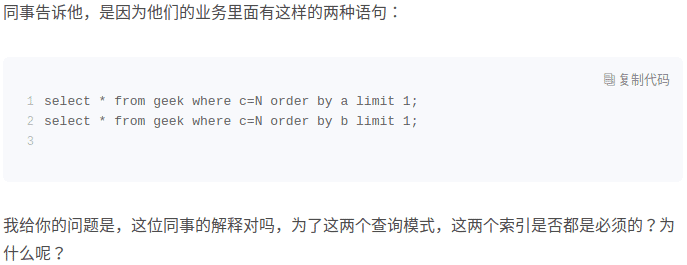 同事告诉他，是因为他们的业务里面有这样的两种语句：
复制代码
1 select * from geek where c=N order by a limit 1;
2 select * from geek where c=N order by b limit 1;
3
我给你的问题是，这位同事的解释对吗，为了这两个查询模式，这两个索引是否都是必须的？为
什么呢？